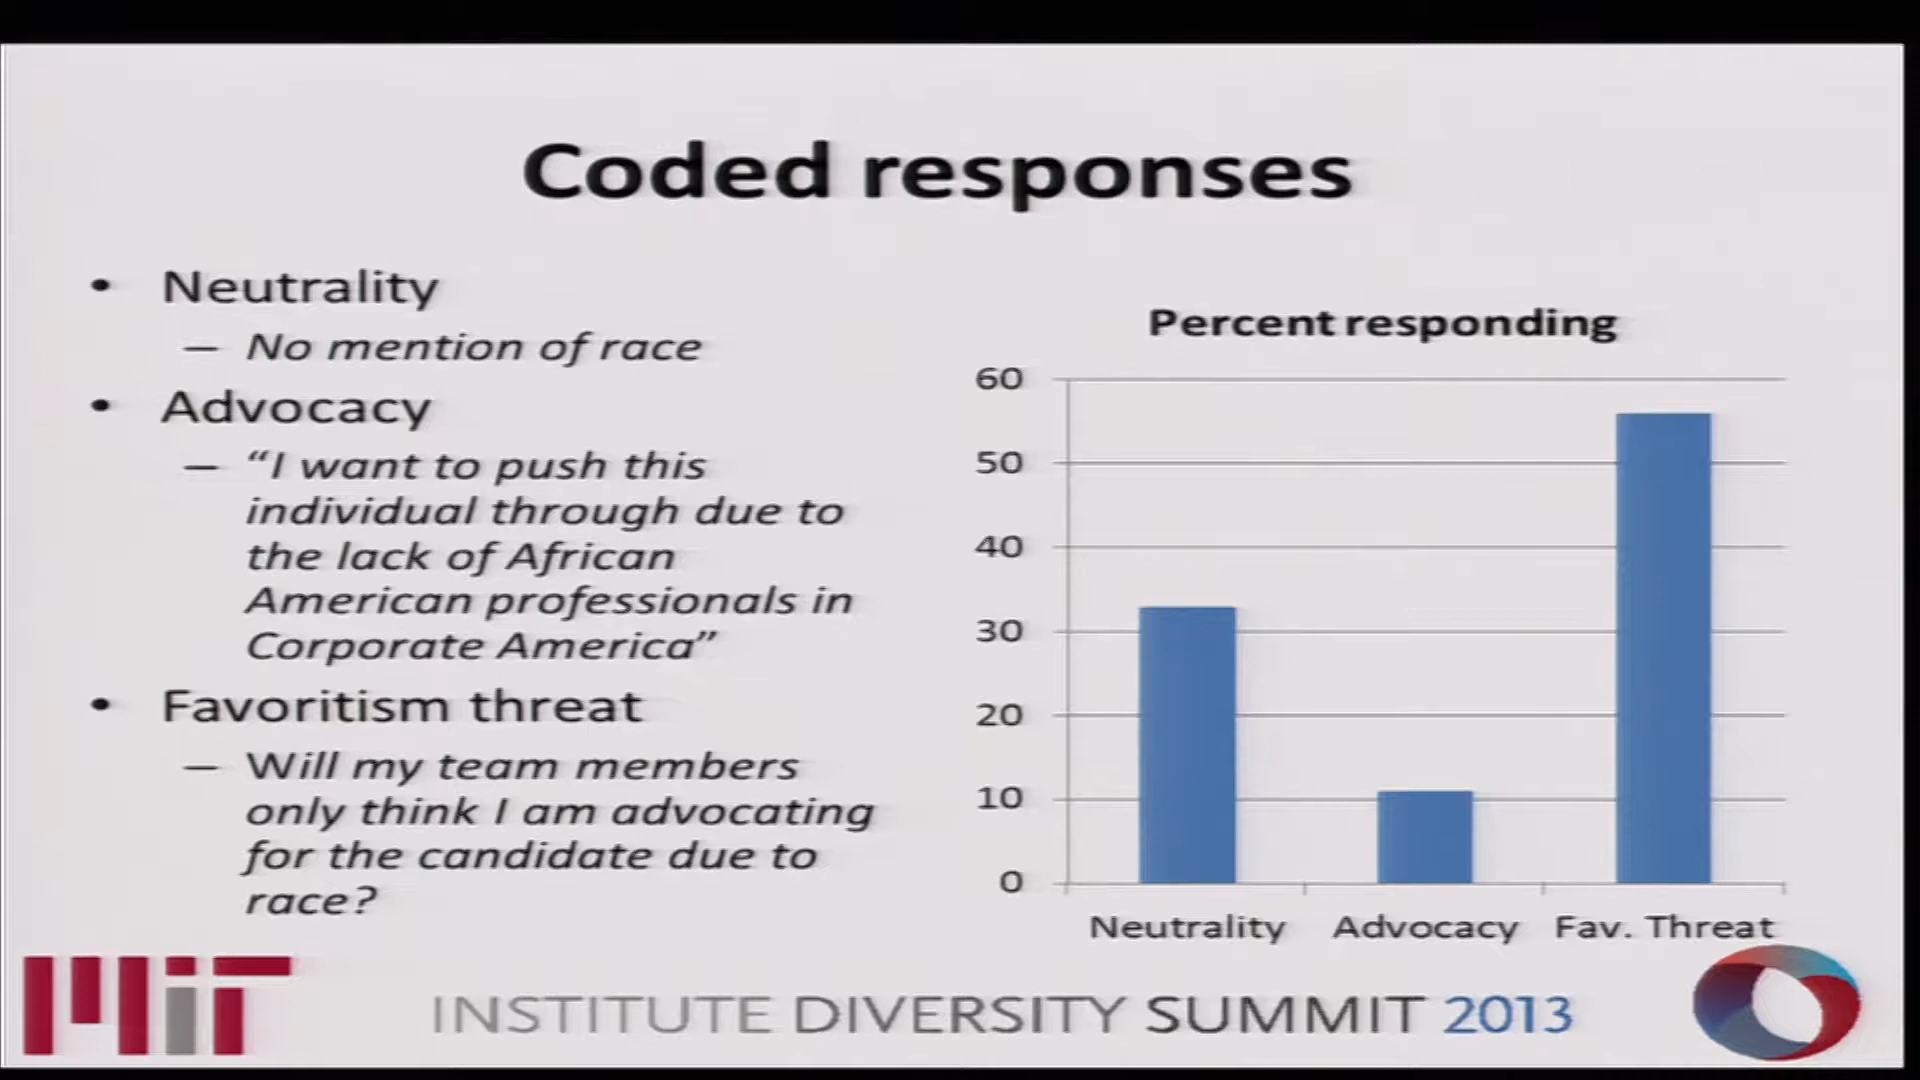 Coded responses
• Neutrality
– No mention of race
• Advocacy
– “I want to push this
individual through due to
the lack of African
American professionals in
Corporate America”
• Favoritism threat
– Will my team members
only think I am advocating
for the candidate due to
race?
Percent responding
60
50
40
30
20
10
0
Neutrality Advocacy Fav. Threat
MIT
INSTITUTE DIVERSITY SUMMIT 2013